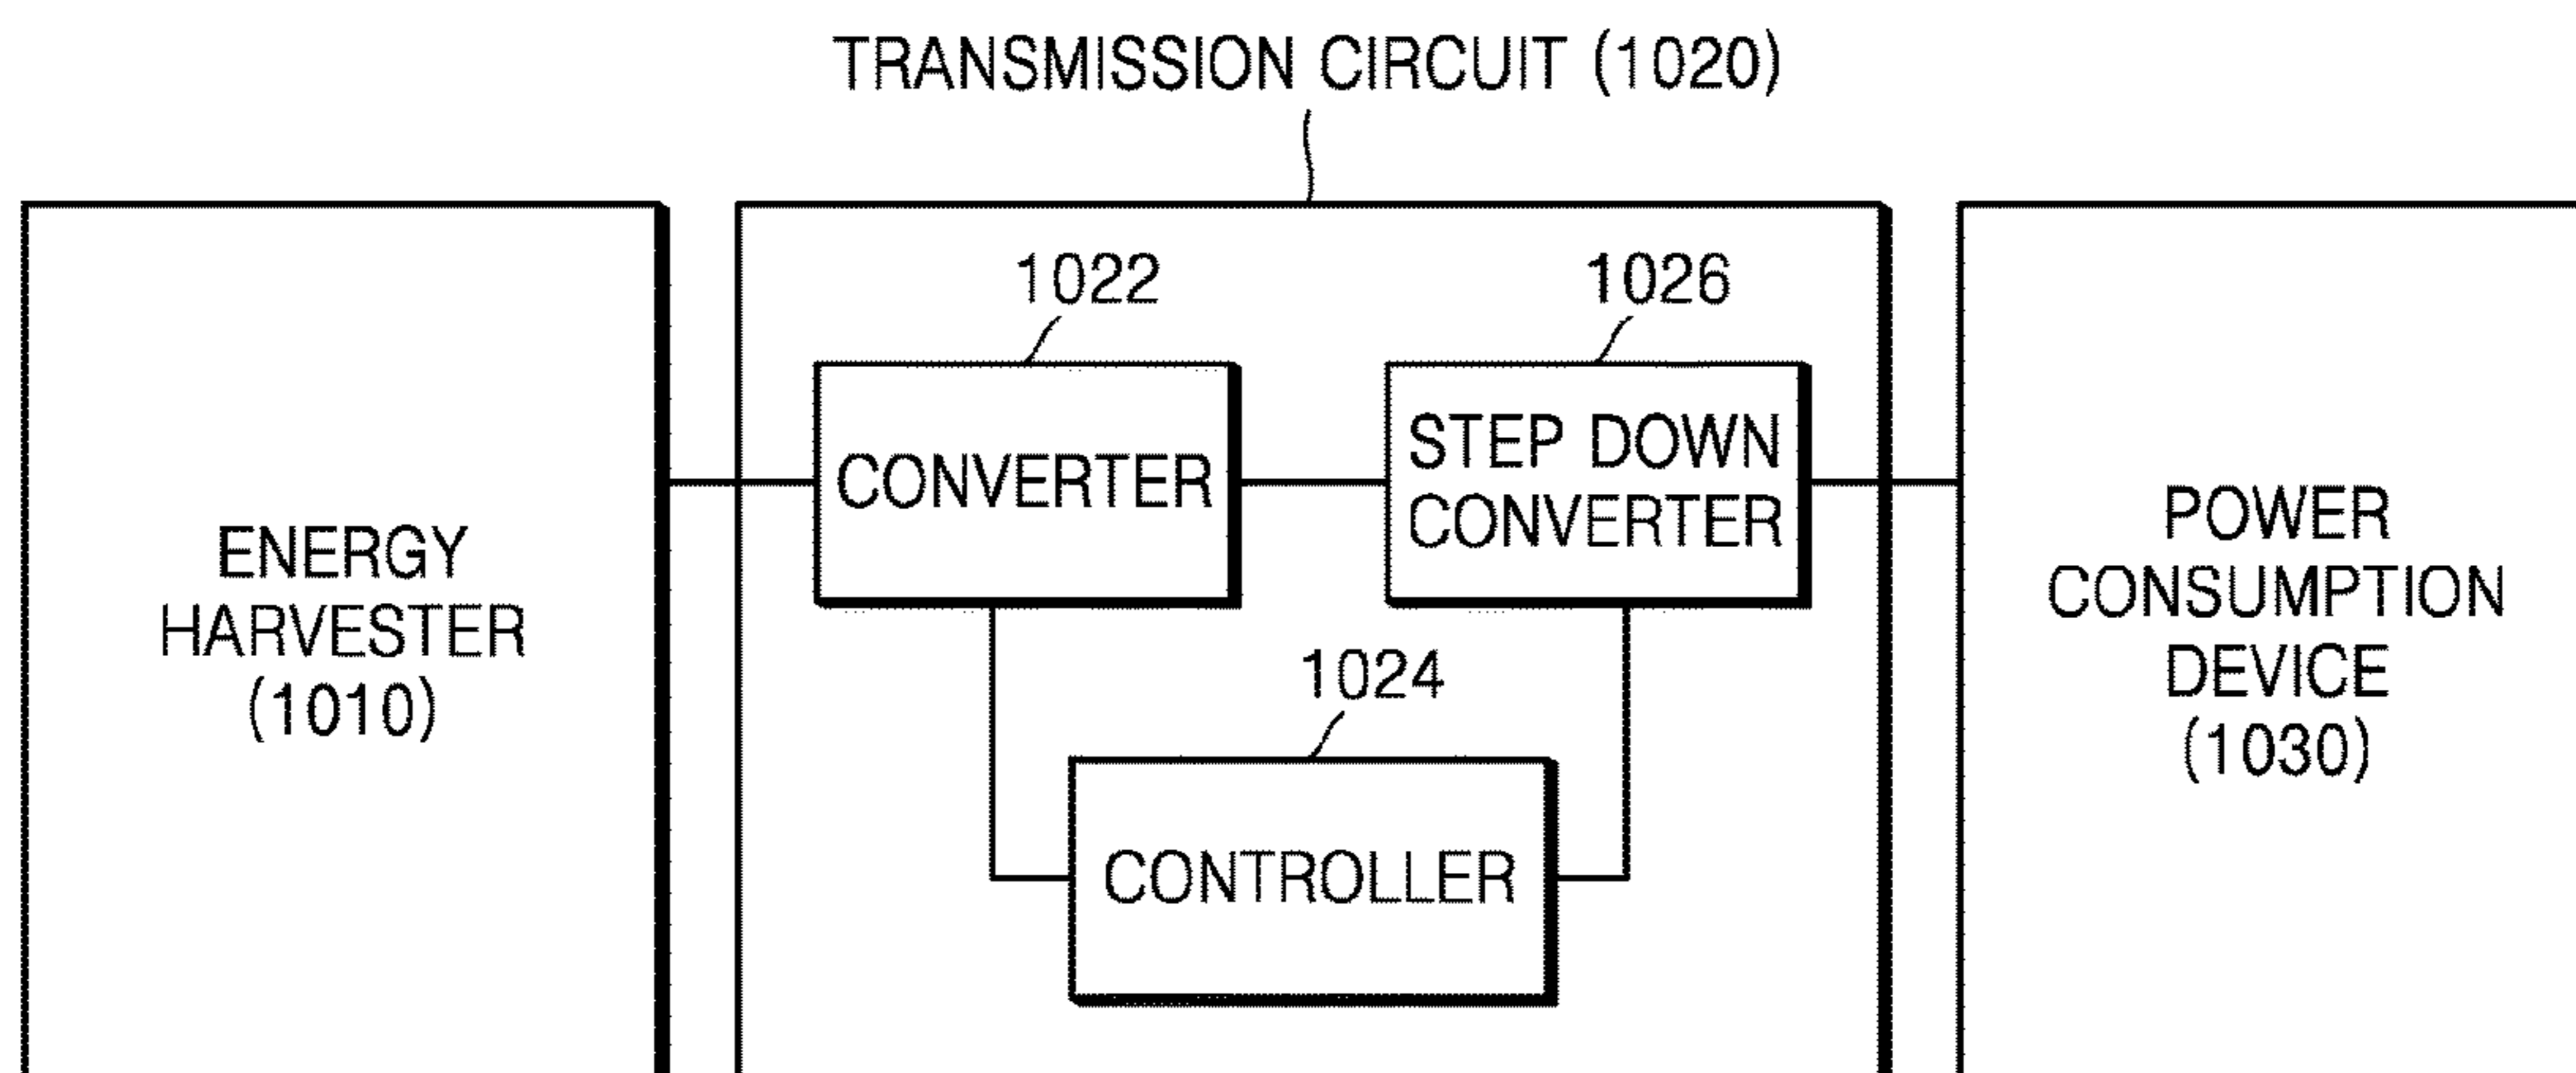 TRANSMISSION CIRCUIT (1020)
ENERGY
HARVESTER
(1010)
1022
CONVERTER
1026
STEP DOWN
CONVERTER
1024
CONTROLLER
POWER
CONSUMPTION
DEVICE
(1030)